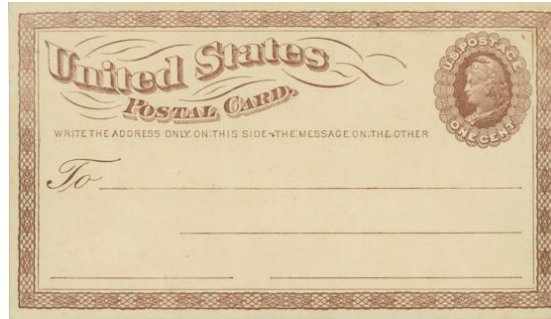 United States
POSTAL CARD.
U.S. POSTAGE
ONE CENT
WRITE THE ADDRESS ONLY ON THIS SIDE-THE MESSAGE ON THE OTHER
To